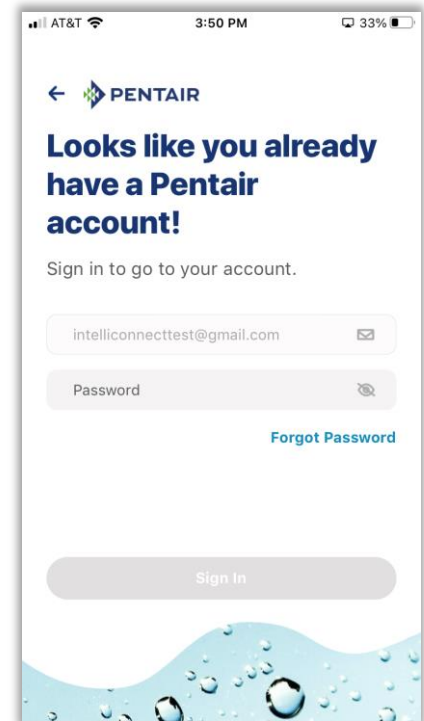 AT&T 3:50 PM 33%
PENTAIR
Looks like you already
have a Pentair
account!
Sign in to go to your account.
intelliconnecttest@gmail.com
Password
Forgot Password
Sign In